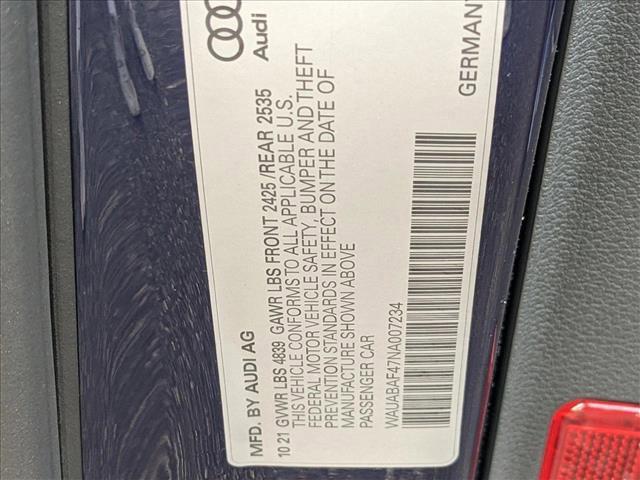 Audi
GERMANY
MFD. BY AUDI AG
10 21 GVWR LBS 4839 GAWR LBS FRONT 2425 /REAR 2535
THIS VEHICLE CONFORMS TO ALL APPLICABLE U.S.
FEDERAL MOTOR VEHICLE SAFETY, BUMPER AND THEFT
PREVENTION STANDARDS IN EFFECT ON THE DATE OF
MANUFACTURE SHOWN ABOVE
PASSENGER CAR
WAUABAF47NA007234